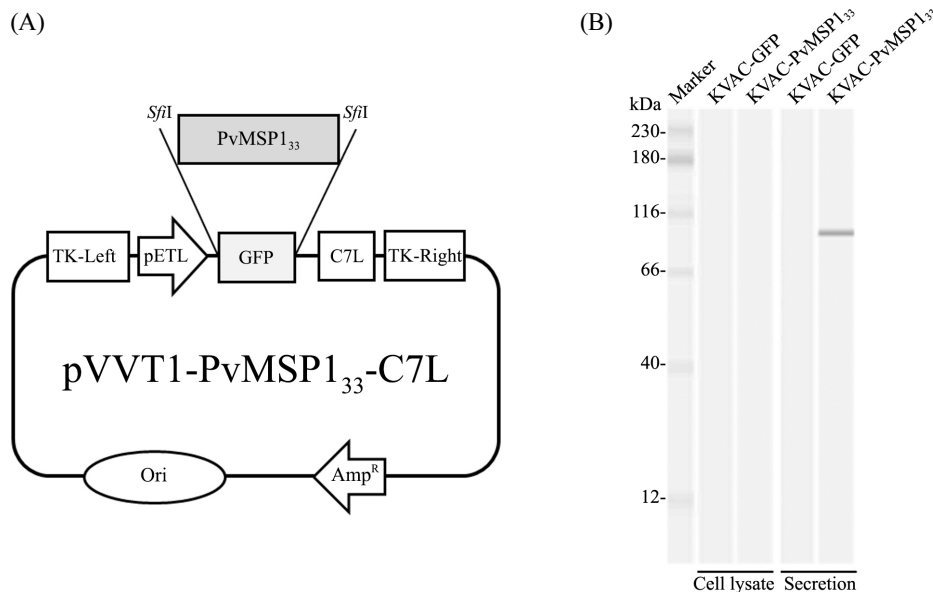 (A)
SfiI
SfiI
PvMSP1₃₃
TK-Left
pETL
GFP
C7L
TK-Right
pVVT1-PvMSP1₃₃-C7L
Ori
Ampᴿ
(B)
Marker
KVAC-GFP
KVAC-PvMSP1₃₃
KVAC-GFP
KVAC-PvMSP1₃₃
kDa
230-
180-
116-
66-
40-
12-
Cell lysate
Secretion